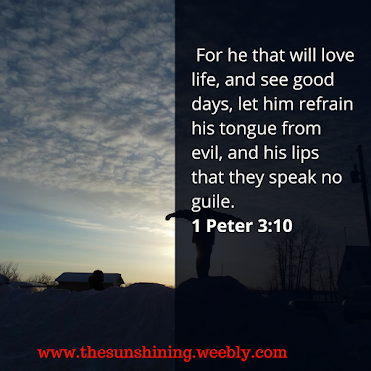 For he that will love
life, and see good
days, let him refrain
his tongue from
evil, and his lips
that they speak no
guile.
1 Peter 3:10
www.thesunshining.weebly.com